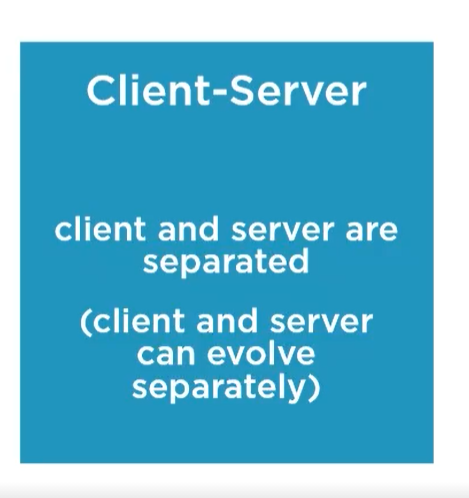 Client-Server
client and server are
separated
(client and server
can evolve
separately)